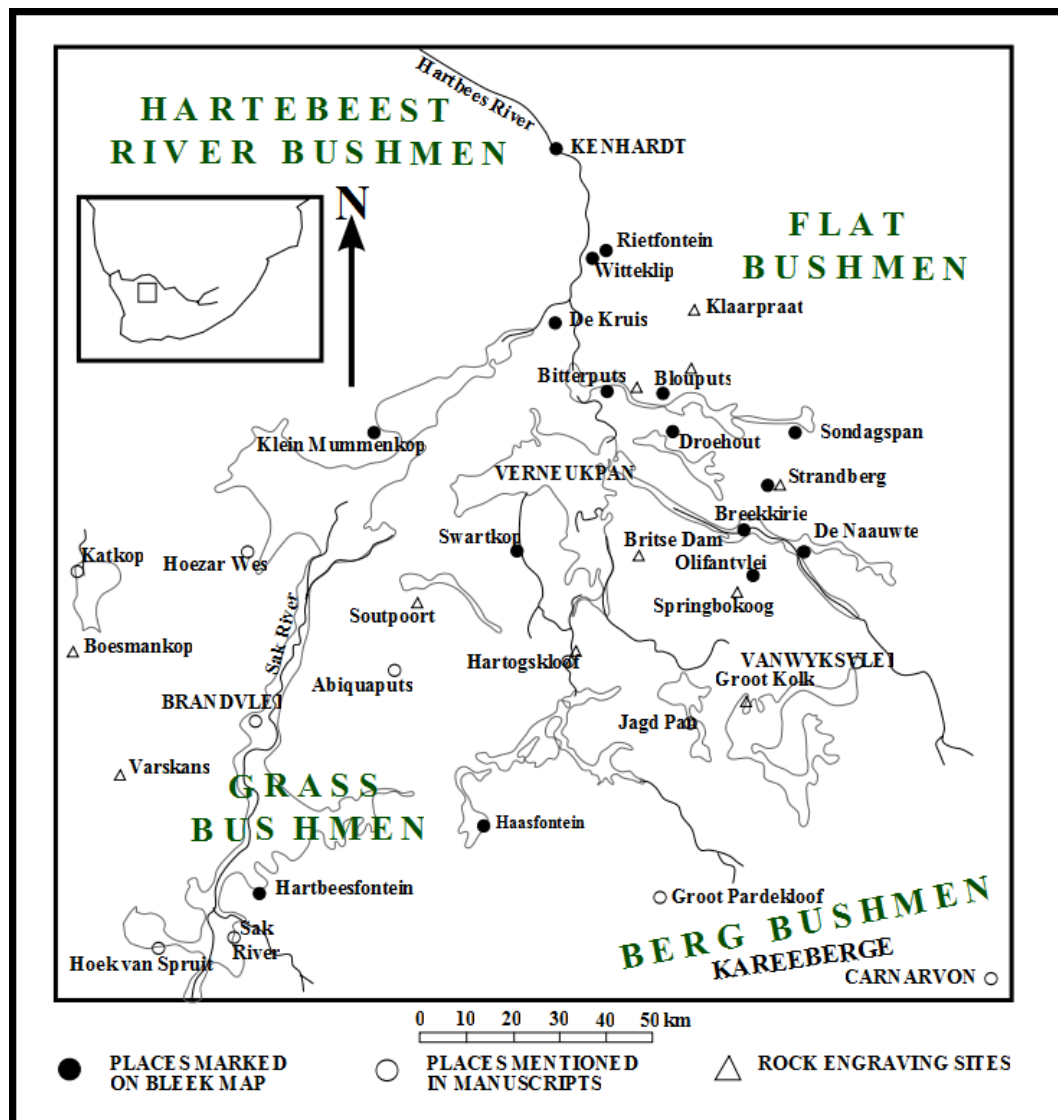 Hartbees River
HARTEBEEST
RIVER BUSHMEN
KENHARDT
N
FLAT
BUSHMEN
Rietfontein
Witteklip
Klaarpraat
De Kruis
Bitterputs
Blouputs
Klein Mummenkop
Droehout
Sondagspan
VERNEUKPAN
Strandberg
Breekkirie
Swartkop
Britse Dam
De Naauwte
Katkop
Hoezar Wes
Olifantvlei
Springbokoog
Soutpoort
Sak River
Boesmankop
Hartogskloof
VANWYKSVLEI
Abiquaputs
Groot Kolk
BRANDVLEI
Jagd Pan
Varskans
GRASS
BUSHMEN
Haasfontein
Hartbeesfontein
Groot Pardekloof
BERG BUSHMEN
KAREEBERGE
Sak
River
Hoek van Spruit
CARNARVON
0 10 20 30 40 50 km
PLACES MARKED
ON BLEEK MAP
PLACES MENTIONED
IN MANUSCRIPTS
ROCK ENGRAVING SITES